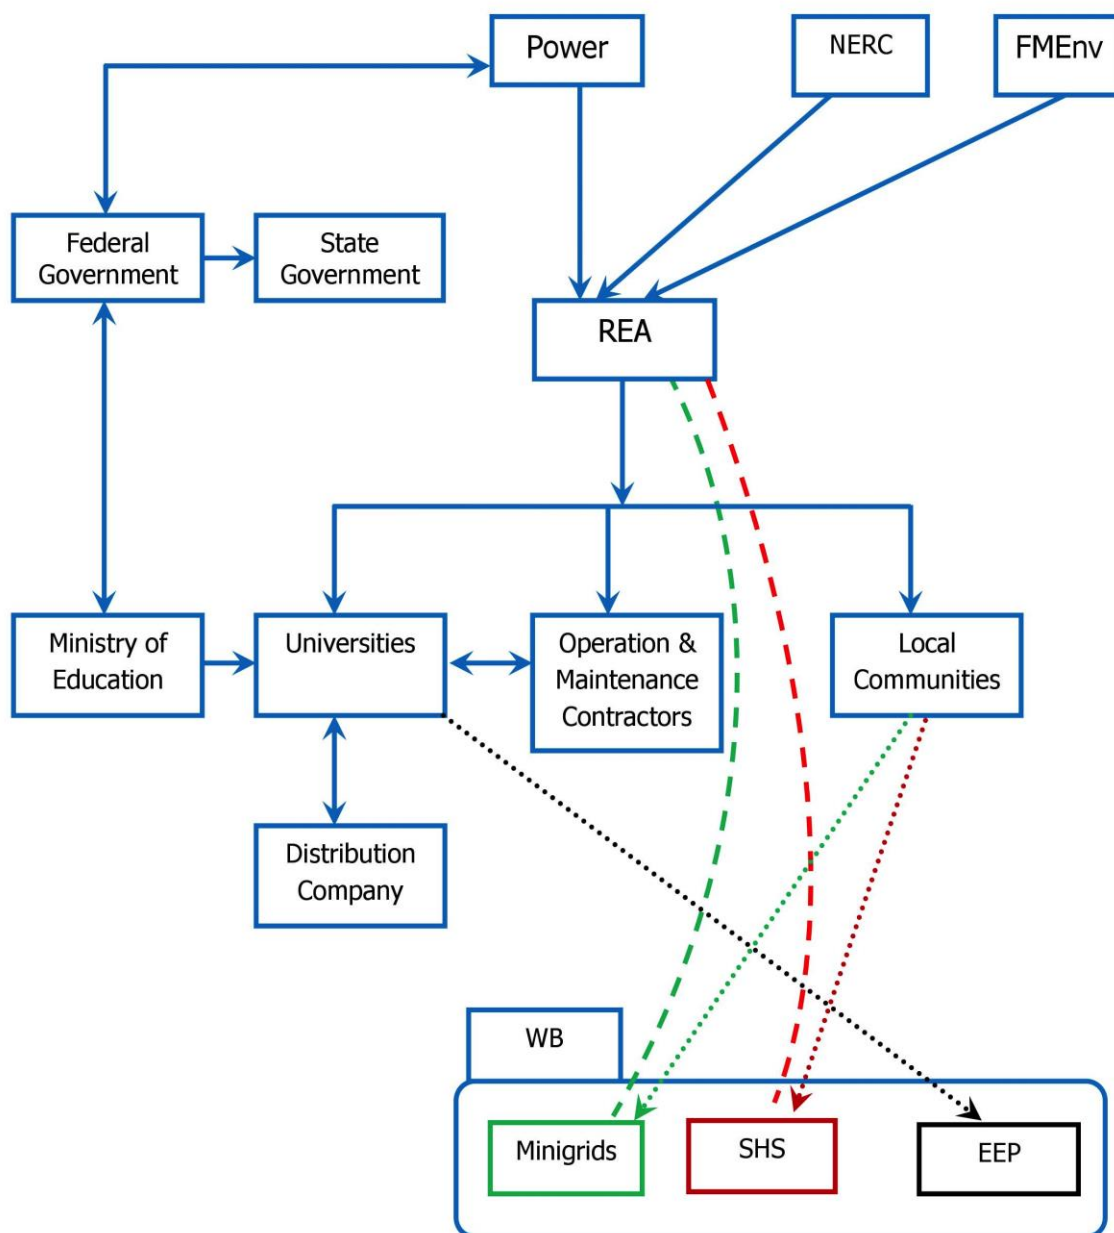 Power
NERC
FMEnv
Federal
Government
State
Government
REA
Ministry of
Education
Universities
Operation &
Maintenance
Contractors
Local
Communities
Distribution
Company
WB
Minigrids
SHS
EEP